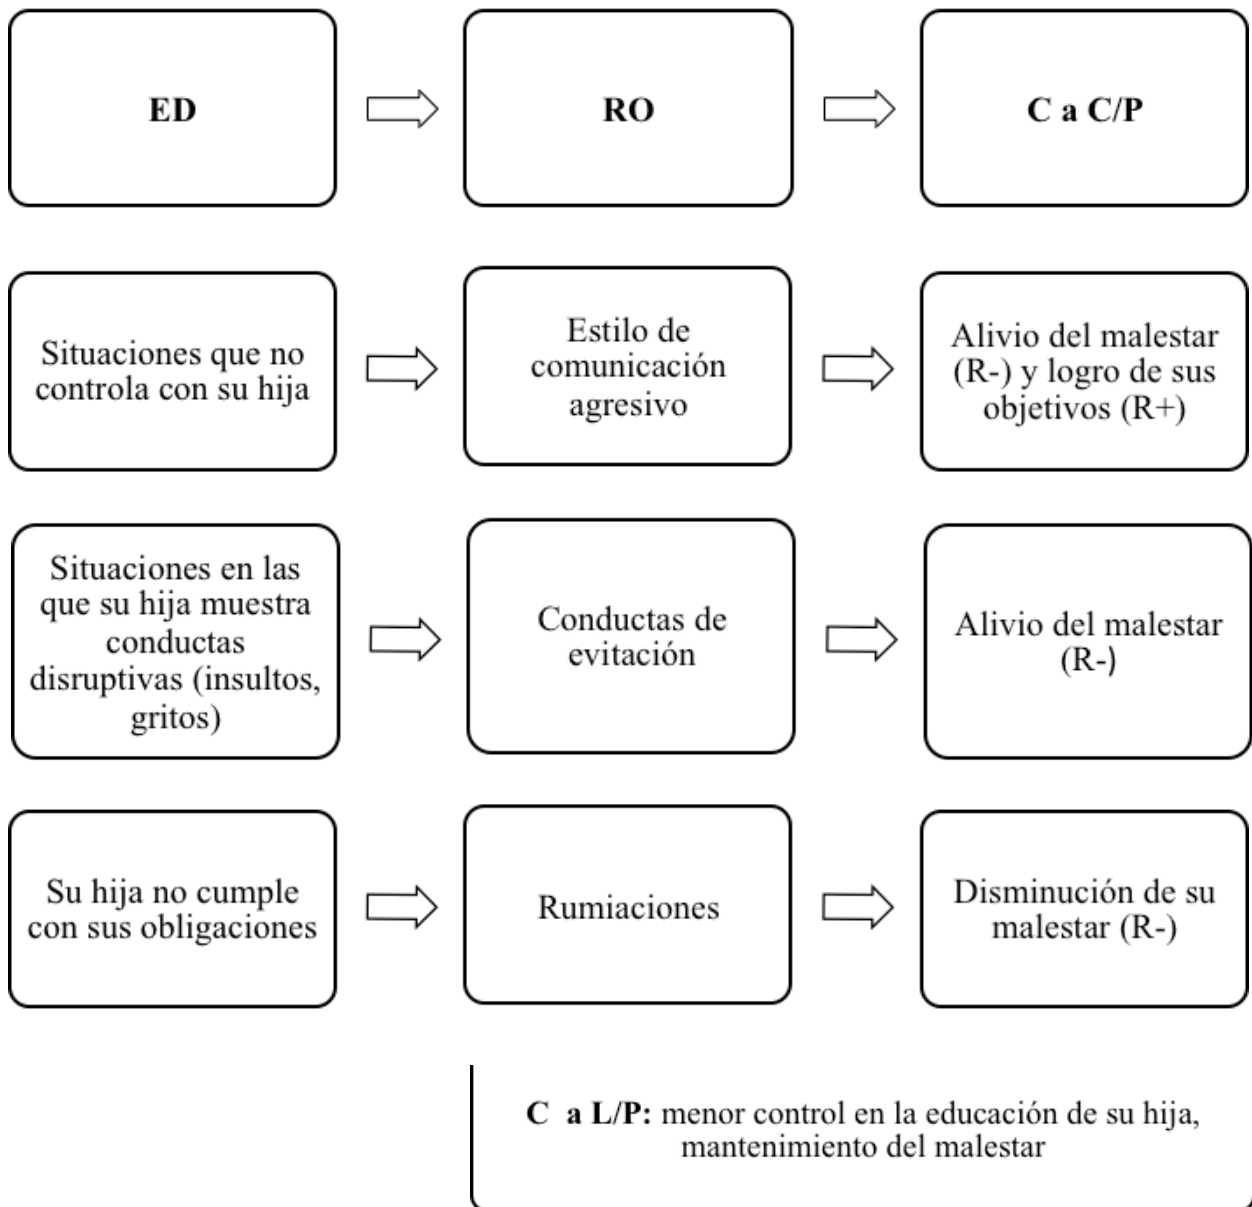 ED
RO
C a C/P
Situaciones que no
controla con su hija
Estilo de
comunicación
agresivo
Alivio del malestar
(R-) y logro de sus
objetivos (R+)
Situaciones en las
que su hija muestra
conductas
disruptivas (insultos,
gritos)
Conductas de
evitación
Alivio del malestar
(R-)
Su hija no cumple
con sus obligaciones
Rumiaciones
Disminución de su
malestar (R-)
C a L/P: menor control en la educación de su hija,
mantenimiento del malestar